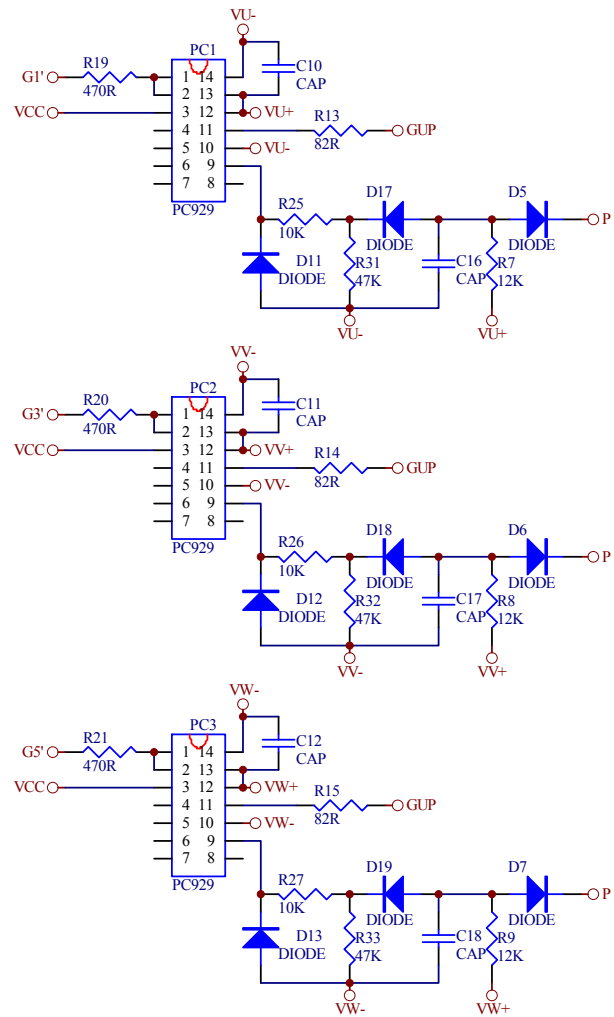 VU-
PC1
R19
C10
G1'
1 14
470R
2 13
CAP
VCC
3 12
VU+
R13
4 11
GUP
5 10
VU-
82R
6 9
7 8
D17
D5
PC929
R25
P
10K
DIODE
DIODE
D11
R31
C16
R7
DIODE
47K
CAP
12K
VU-
VU+
VV-
PC2
R20
C11
G3'
1 14
470R
2 13
CAP
VCC
3 12
VV+
R14
4 11
GUP
5 10
VV-
82R
6 9
7 8
D18
D6
PC929
R26
P
10K
DIODE
DIODE
D12
R32
C17
R8
DIODE
47K
CAP
12K
VV-
VV+
VW-
PC3
R21
C12
G5'
1 14
470R
2 13
CAP
VCC
3 12
VW+
R15
4 11
GUP
5 10
VW-
82R
6 9
7 8
D19
D7
PC929
R27
P
10K
DIODE
DIODE
D13
R33
C18
R9
DIODE
47K
CAP
12K
VW-
VW+